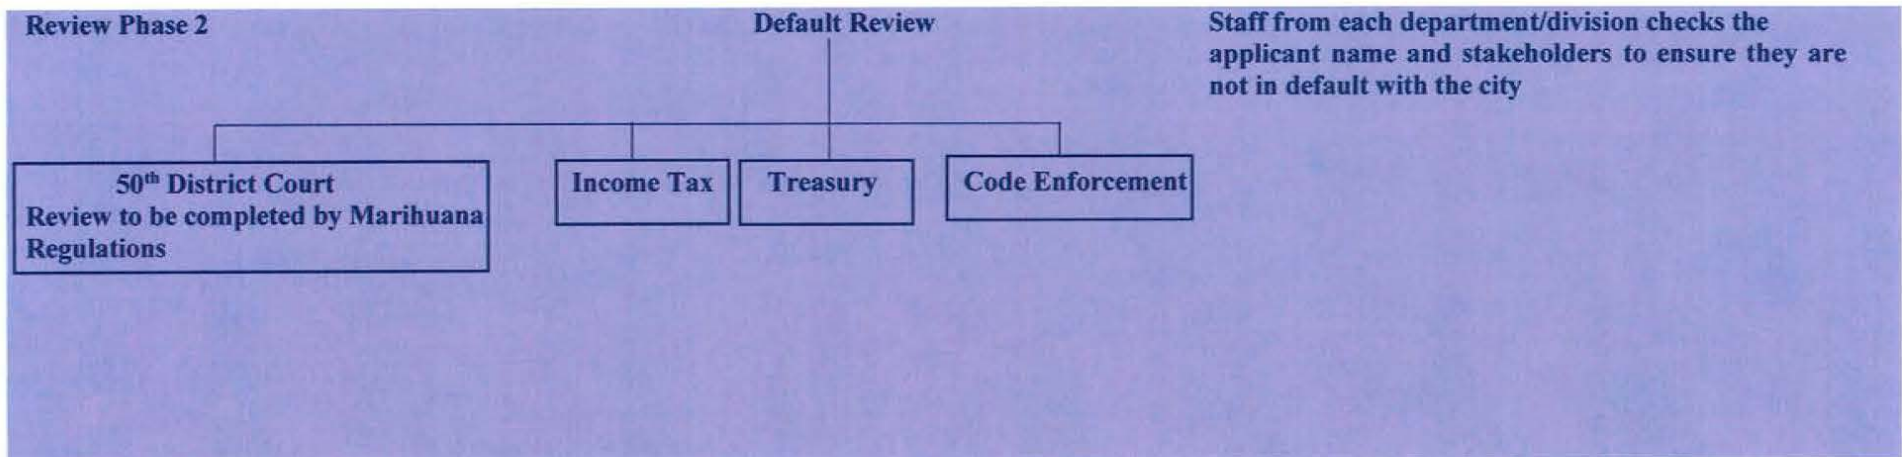 Review Phase 2
Default Review
Staff from each department/division checks the
applicant name and stakeholders to ensure they are
not in default with the city
50th District Court
Review to be completed by Marihuana
Regulations
Income Tax
Treasury
Code Enforcement